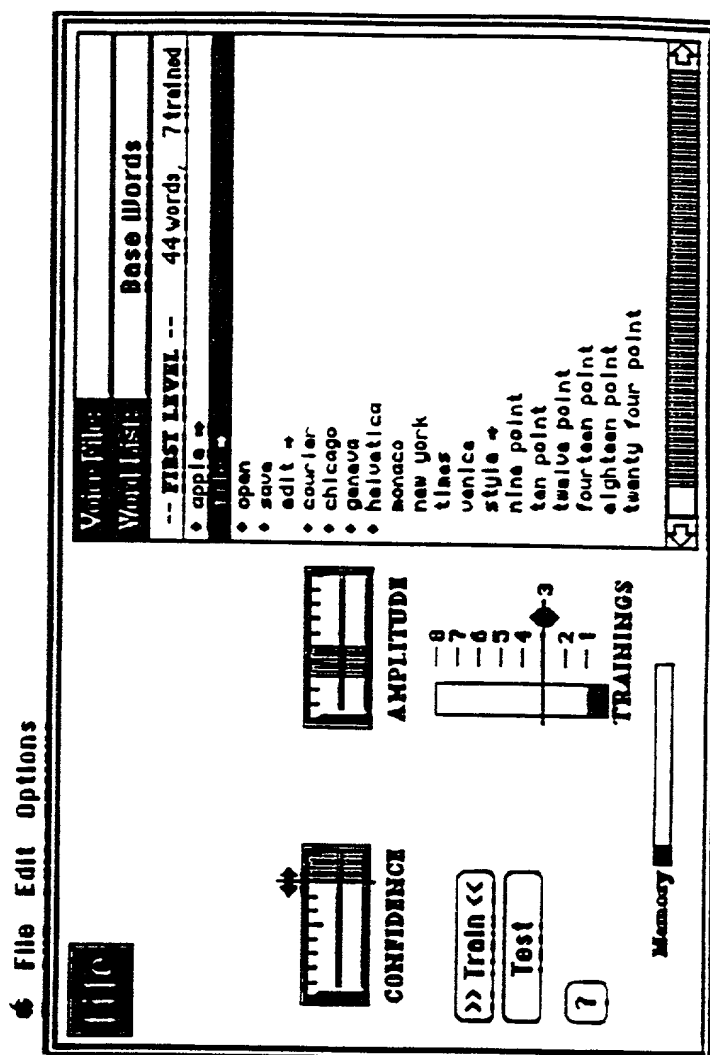 File Edit Options
file
Voice File:
Word List: Base Words
-- FIRST LEVEL -- 44 words, 7 trained
apple ➔
file ➔
open
save
edit ➔
courier
chicago
geneva
helvetica
monaco
new york
times
venice
style ➔
nine point
ten point
twelve point
fourteen point
eighteen point
twenty four point
CONFIDENCE
AMPLITUDE
>> Train <<
Test
?
8
7
6
5
4
3
2
1
TRAININGS
Memory